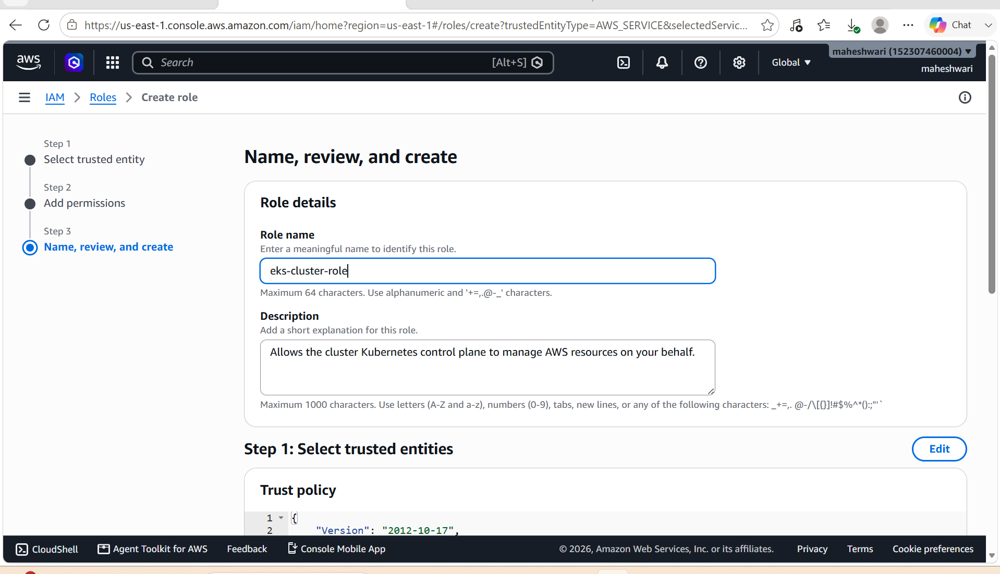 https://us-east-1.console.aws.amazon.com/iam/home?region=us-east-1#/roles/create?trustedEntityType=AWS_SERVICE&selectedServic...
Chat
aws
Search
[Alt+S]
Global
maheshwari (152307460004)
maheshwari
IAM
Roles
Create role
Step 1
Select trusted entity
Step 2
Add permissions
Step 3
Name, review, and create
Name, review, and create
Role details
Role name
Enter a meaningful name to identify this role.
eks-cluster-role
Maximum 64 characters. Use alphanumeric and '+=,.@-_' characters.
Description
Add a short explanation for this role.
Allows the cluster Kubernetes control plane to manage AWS resources on your behalf.
Maximum 1000 characters. Use letters (A-Z and a-z), numbers (0-9), tabs, new lines, or any of the following characters: _+=,. @-/\[{}]!#$%^*();:"'`
Step 1: Select trusted entities
Edit
Trust policy
1 {
2 "Version": "2012-10-17",
CloudShell
Agent Toolkit for AWS
Feedback
Console Mobile App
© 2026, Amazon Web Services, Inc. or its affiliates.
Privacy
Terms
Cookie preferences